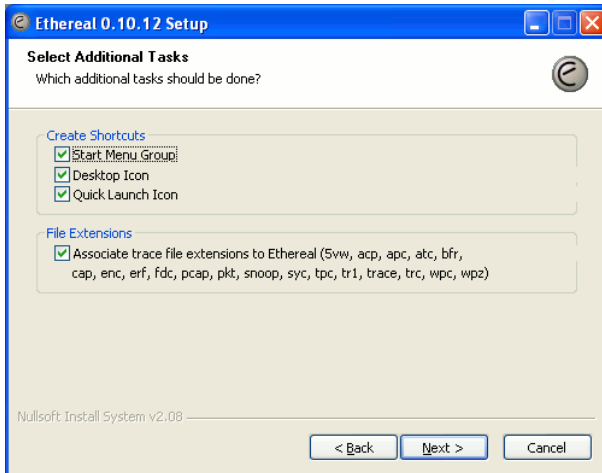 Ethereal 0.10.12 Setup
Select Additional Tasks
Which additional tasks should be done?
Create Shortcuts
Start Menu Group
Desktop Icon
Quick Launch Icon
File Extensions
Associate trace file extensions to Ethereal (5vw, acp, apc, atc, bfr,
cap, enc, erf, fdc, pcap, pkt, snoop, syc, tpc, tr1, trace, trc, wpc, wpz)
Nullsoft Install System v2.08
< Back Next > Cancel